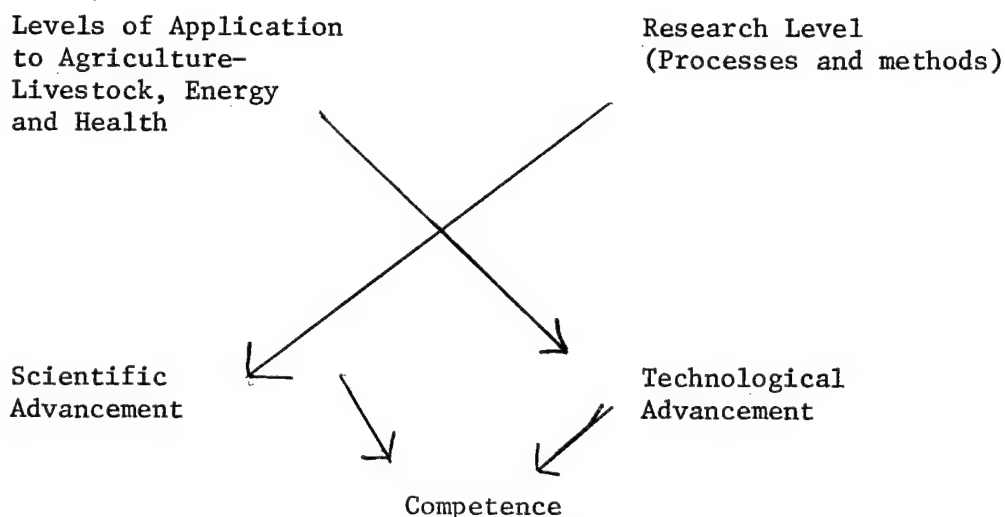 Levels of Application
to Agriculture-
Livestock, Energy
and Health
Research Level
(Processes and methods)
Scientific
Advancement
Technological
Advancement
Competence